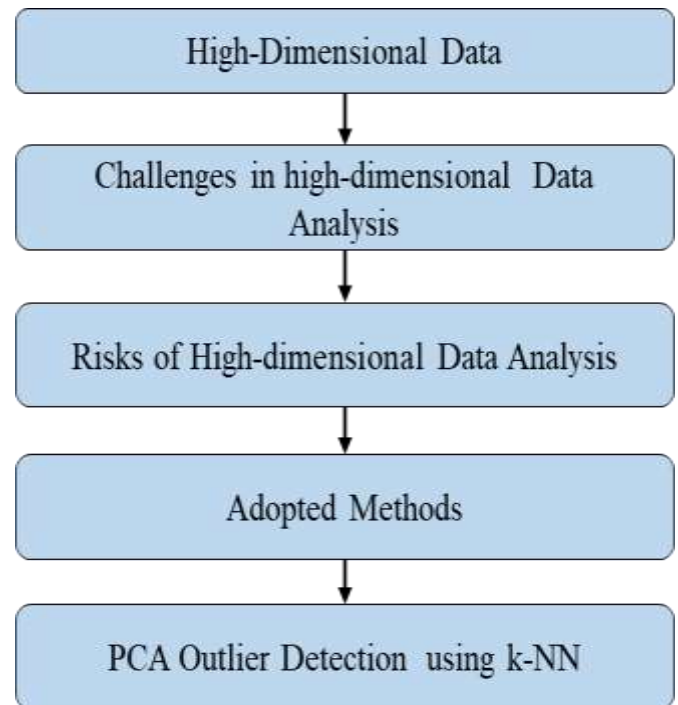 High-Dimensional Data
Challenges in high-dimensional Data
Analysis
Risks of High-dimensional Data Analysis
Adopted Methods
PCA Outlier Detection using k-NN